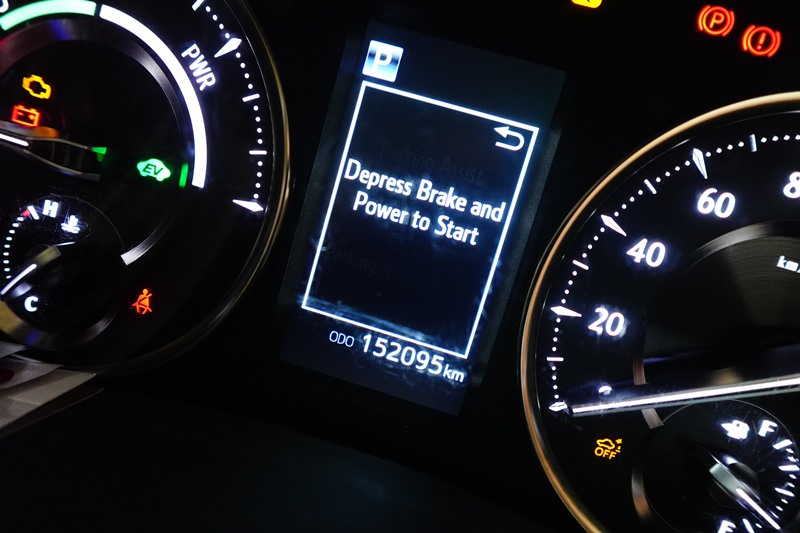 PWR
EV
H
C
P
Depress Brake and
Power to Start
ODO 152095 km
P
!
60
40
20
OFF
F